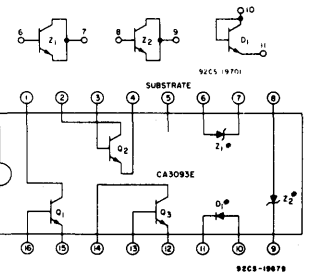 10
6 Z1 7 8 Z2 9 D1
11
92CS-19701
SUBSTRATE
1 2 3 4 5 6 7 8
Z1*
Q2
CA3093E
Z2*
Q1 Q3 D1*
16 15 14 13 12 11 10 9
92CS-19679